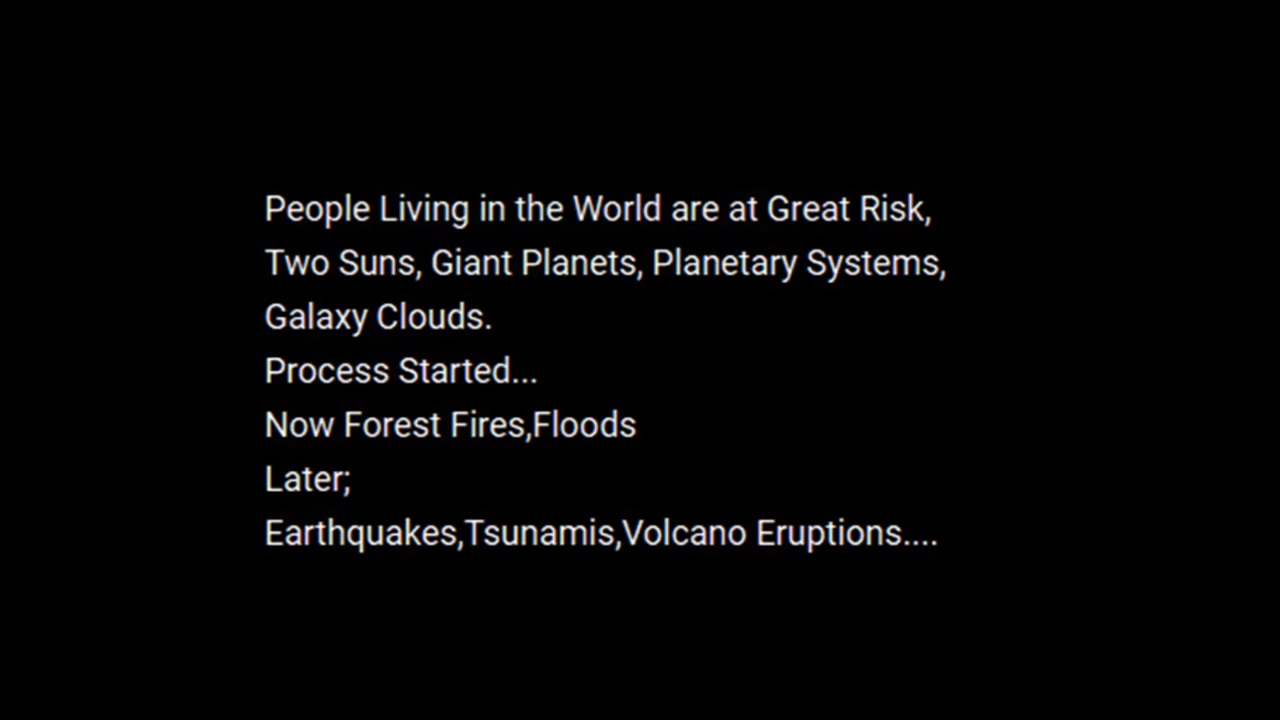 People Living in the World are at Great Risk,
Two Suns, Giant Planets, Planetary Systems,
Galaxy Clouds.
Process Started...
Now Forest Fires,Floods
Later;
Earthquakes,Tsunamis,Volcano Eruptions....